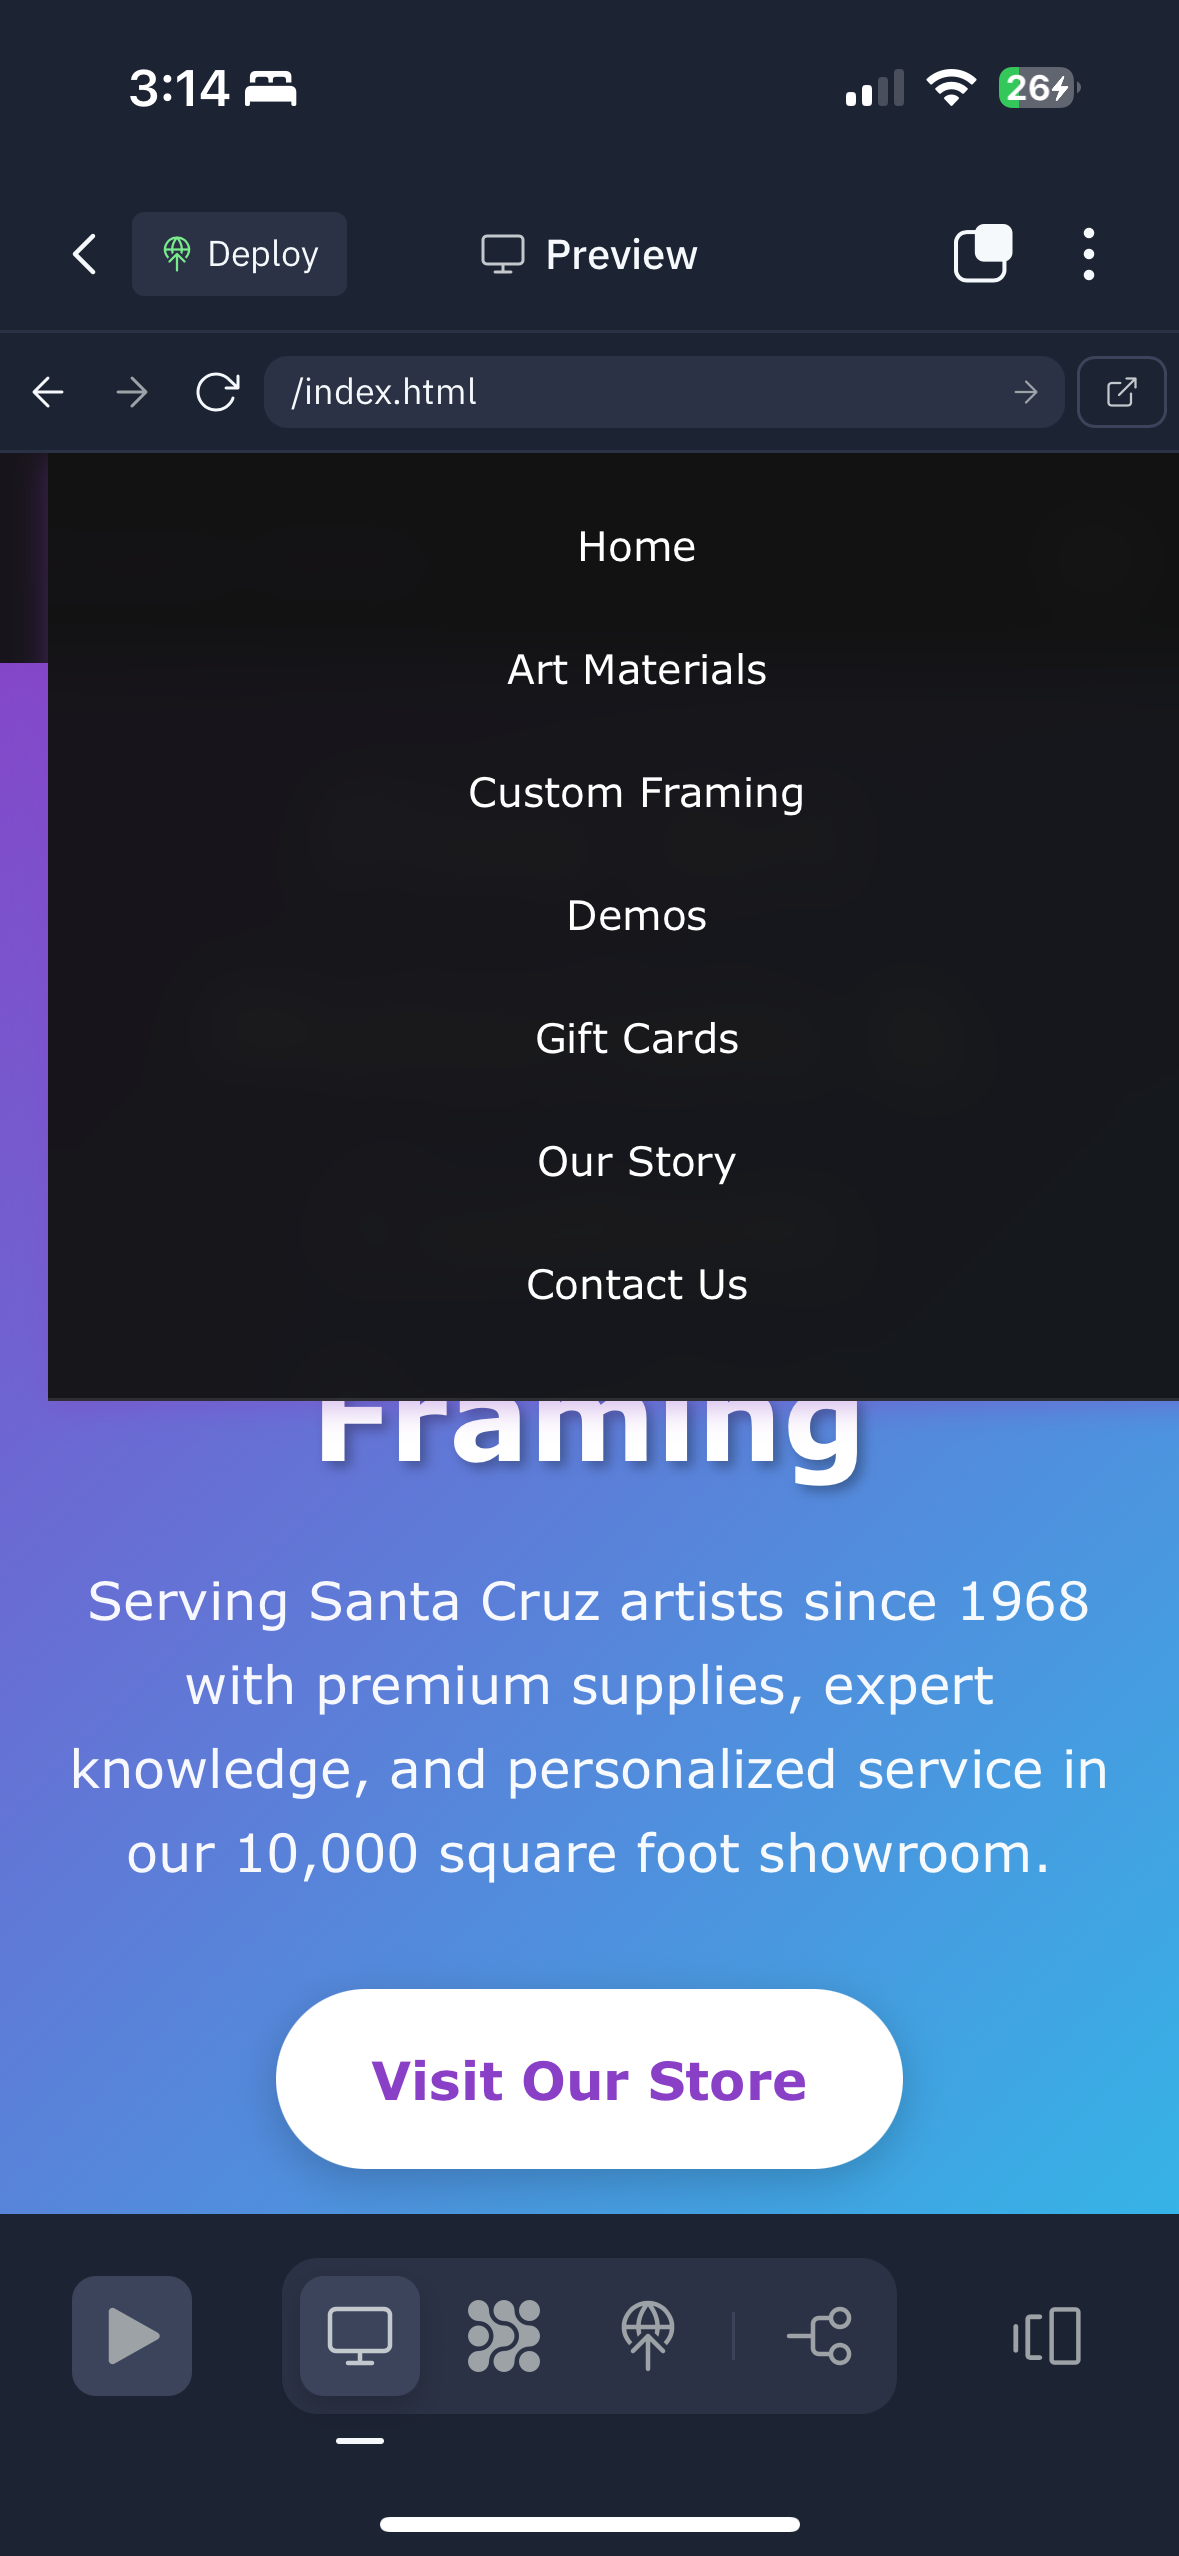 3:14
26
Deploy
Preview
/index.html
Home
Art Materials
Custom Framing
Demos
Gift Cards
Our Story
Contact Us
Framing
Serving Santa Cruz artists since 1968
with premium supplies, expert
knowledge, and personalized service in
our 10,000 square foot showroom.
Visit Our Store